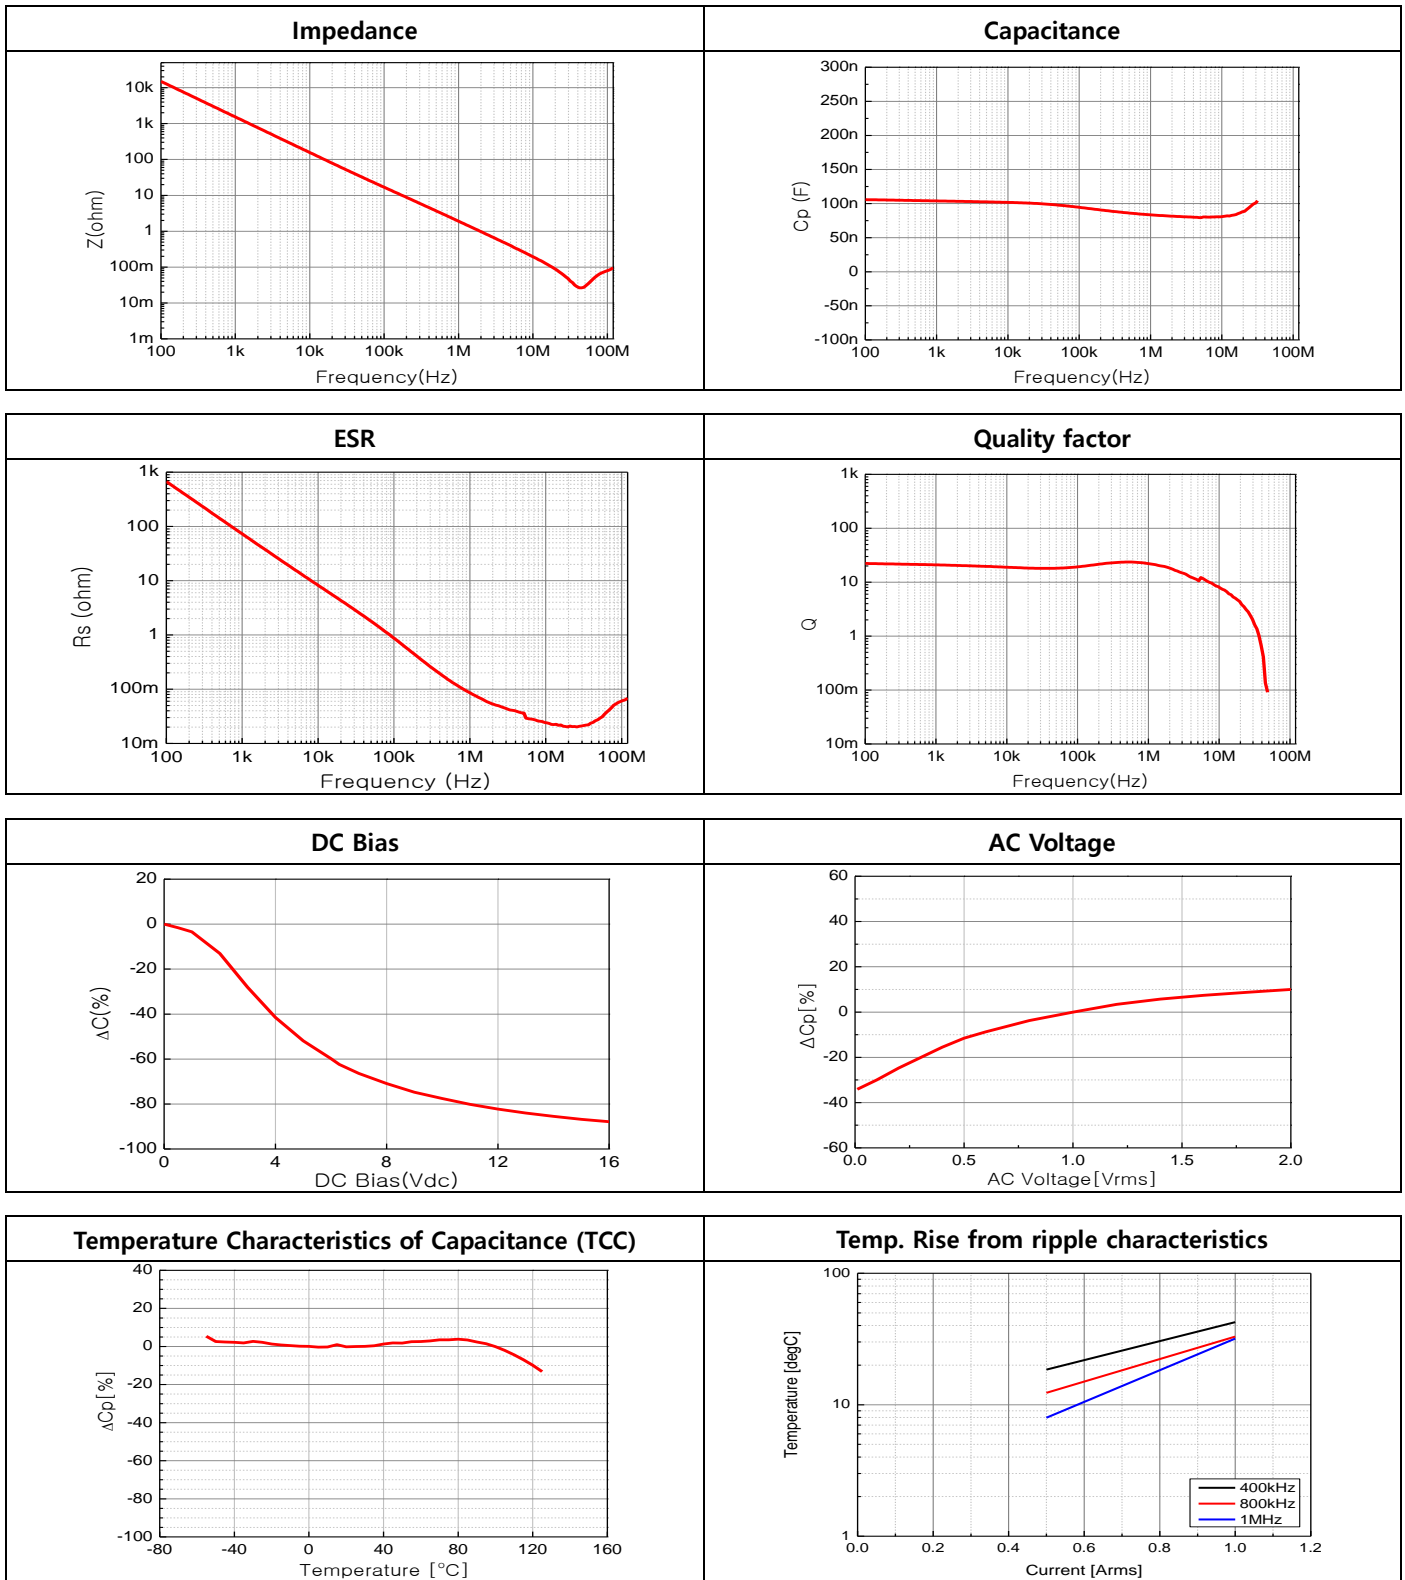 Impedance
Capacitance
10k
1k
100
10
1
100m
10m
1m
Z(ohm)
100 1k 10k 100k 1M 10M 100M
Frequency(Hz)
300n
250n
200n
150n
100n
50n
0
-50n
-100n
Cp (F)
100 1k 10k 100k 1M 10M 100M
Frequency(Hz)
ESR
Quality factor
1k
100
10
1
100m
10m
Rs (ohm)
100 1k 10k 100k 1M 10M 100M
Frequency (Hz)
1k
100
10
1
100m
10m
Q
100 1k 10k 100k 1M 10M 100M
Frequency(Hz)
DC Bias
AC Voltage
20
0
-20
-40
-60
-80
-100
ΔC(%)
0 4 8 12 16
DC Bias(Vdc)
60
40
20
0
-20
-40
-60
ΔCp[%]
0.0 0.5 1.0 1.5 2.0
AC Voltage[Vrms]
Temperature Characteristics of Capacitance (TCC)
Temp. Rise from ripple characteristics
40
20
0
-20
-40
-60
-80
-100
ΔCp[%]
-80 -40 0 40 80 120 160
Temperature [°C]
100
10
1
Temperature [degC]
400kHz
800kHz
1MHz
0.0 0.2 0.4 0.6 0.8 1.0 1.2
Current [Arms]